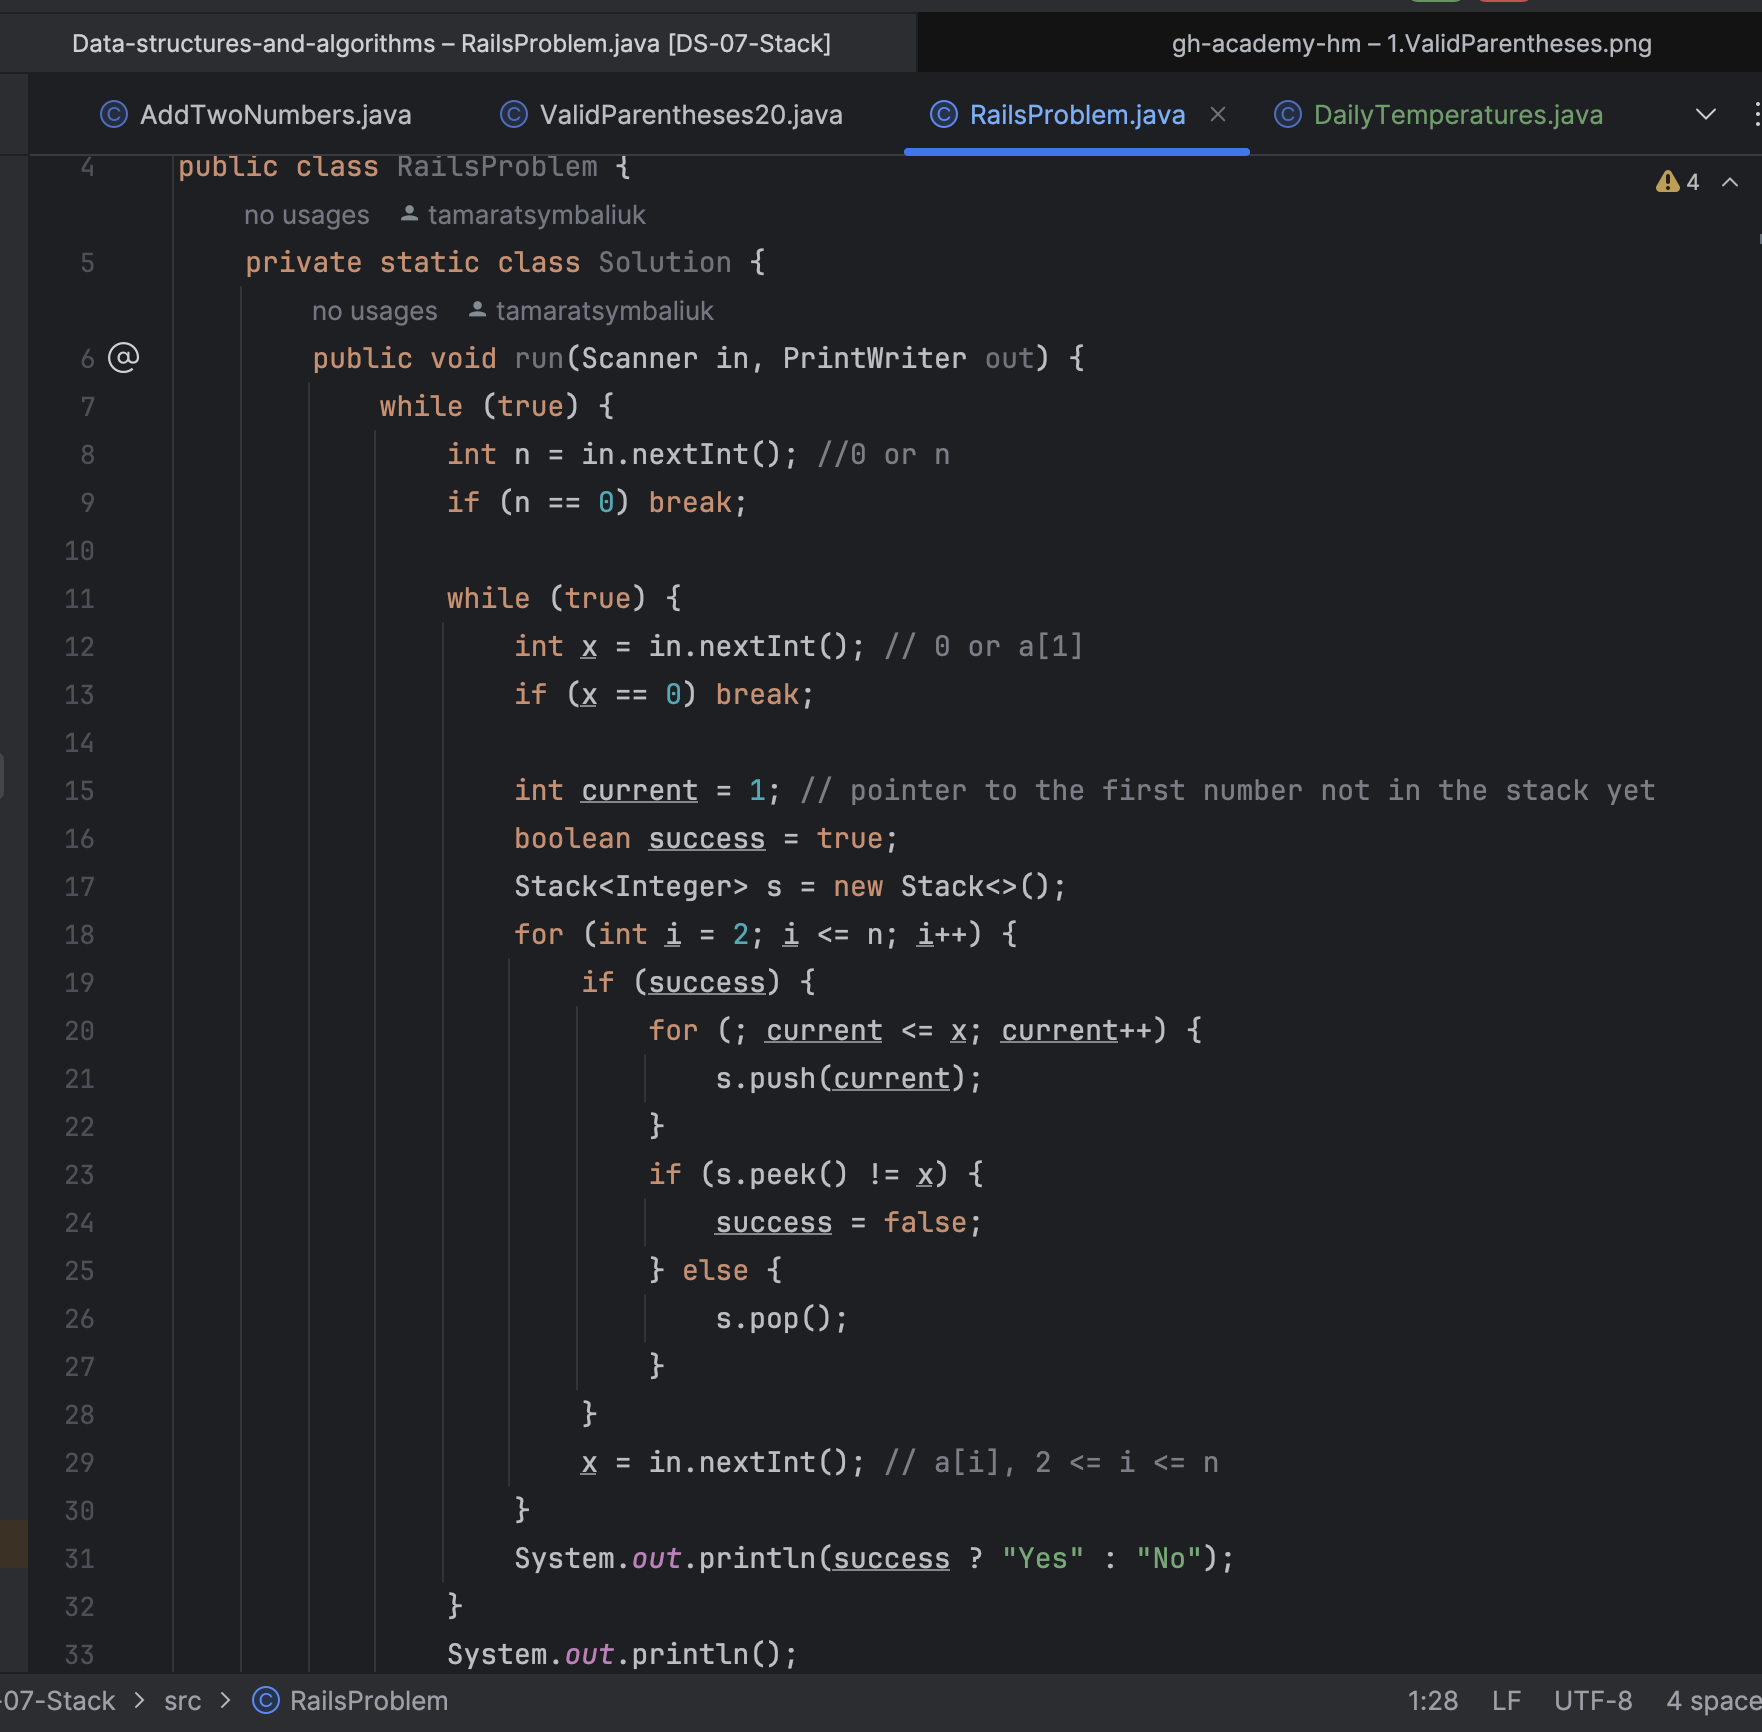 Data-structures-and-algorithms – RailsProblem.java [DS-07-Stack]
gh-academy-hm – 1.ValidParentheses.png
AddTwoNumbers.java
ValidParentheses20.java
RailsProblem.java
DailyTemperatures.java
4 public class RailsProblem {
4
no usages tamaratsymbaliuk
5 private static class Solution {
no usages tamaratsymbaliuk
6 @ public void run(Scanner in, PrintWriter out) {
7 while (true) {
8 int n = in.nextInt(); //0 or n
9 if (n == 0) break;
10
11 while (true) {
12 int x = in.nextInt(); // 0 or a[1]
13 if (x == 0) break;
14
15 int current = 1; // pointer to the first number not in the stack yet
16 boolean success = true;
17 Stack<Integer> s = new Stack<>();
18 for (int i = 2; i <= n; i++) {
19 if (success) {
20 for (; current <= x; current++) {
21 s.push(current);
22 }
23 if (s.peek() != x) {
24 success = false;
25 } else {
26 s.pop();
27 }
28 }
29 x = in.nextInt(); // a[i], 2 <= i <= n
30 }
31 System.out.println(success ? "Yes" : "No");
32 }
33 System.out.println();
-07-Stack > src > RailsProblem
1:28 LF UTF-8 4 space